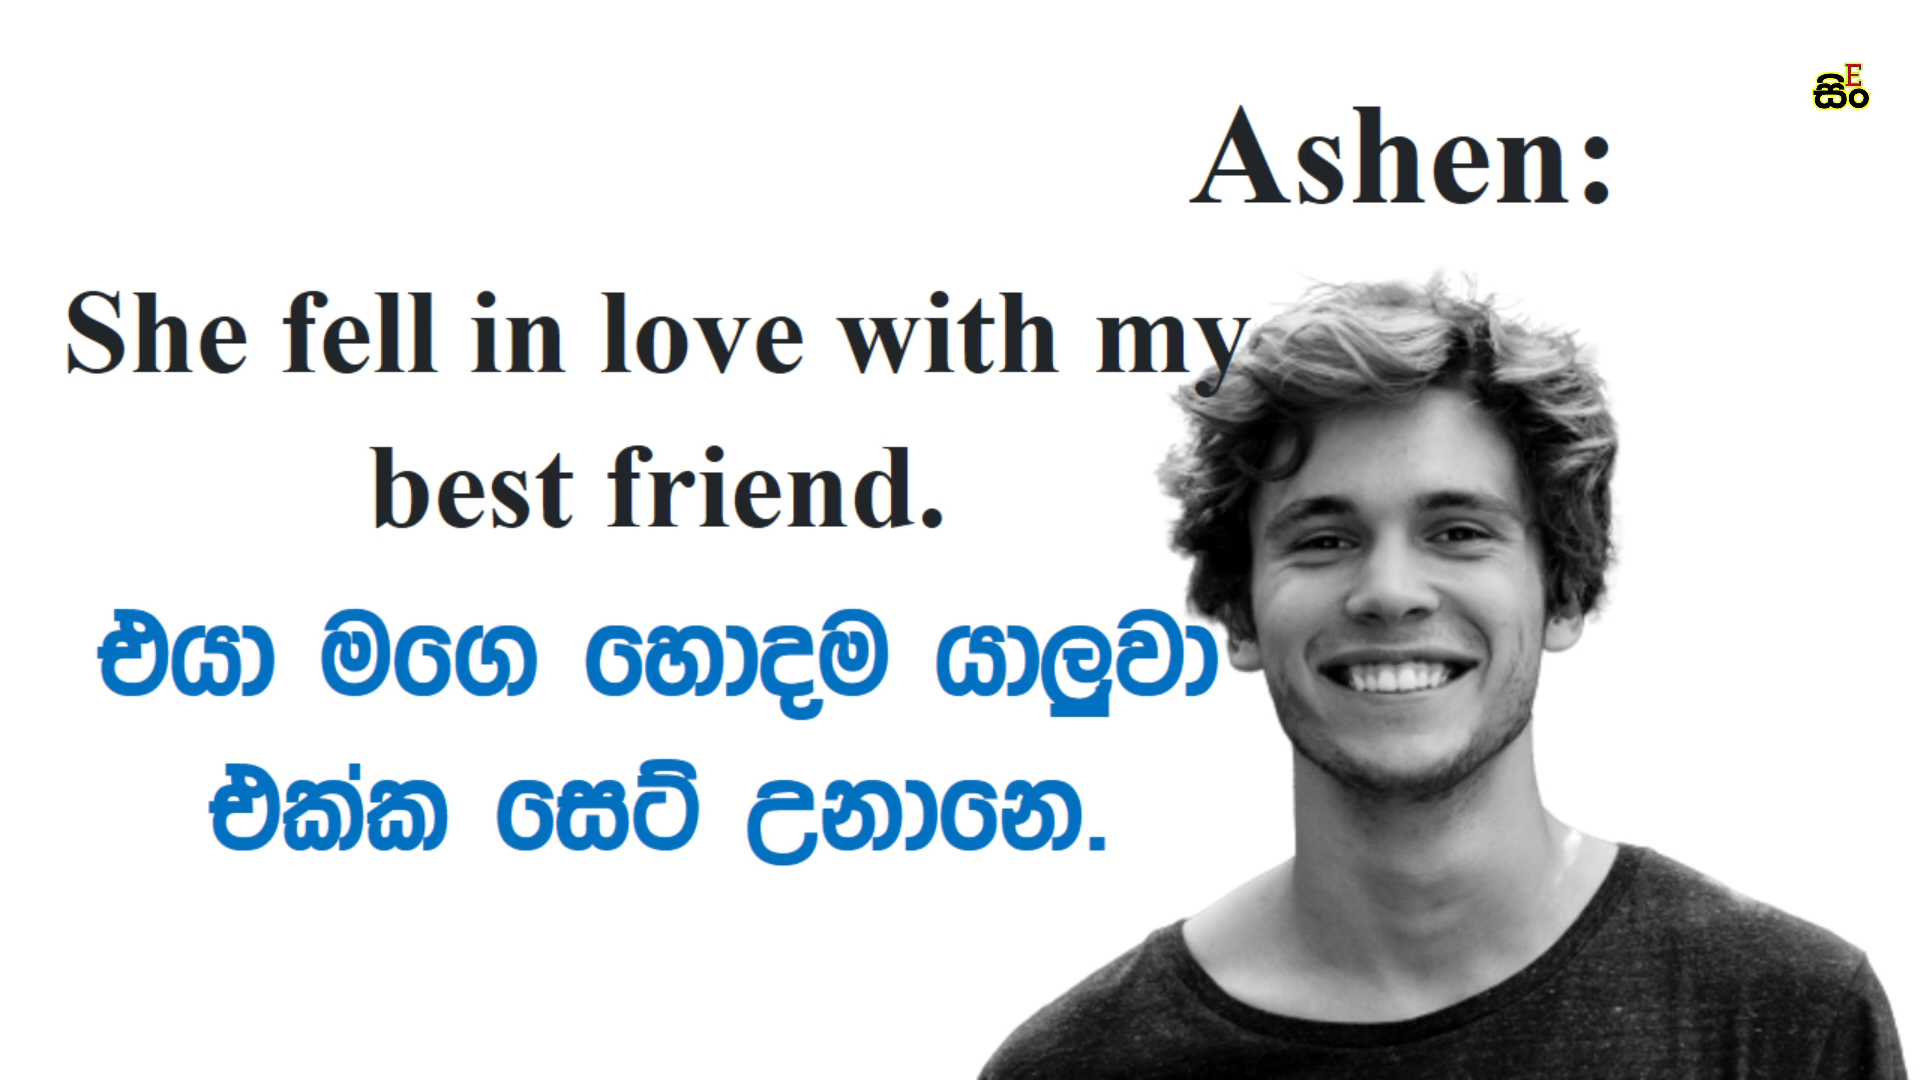 සිං E
Ashen:
She fell in love with my
best friend.
එයා මගෙ හොදම යාලුවා
එක්ක සෙට් උනානෙ.